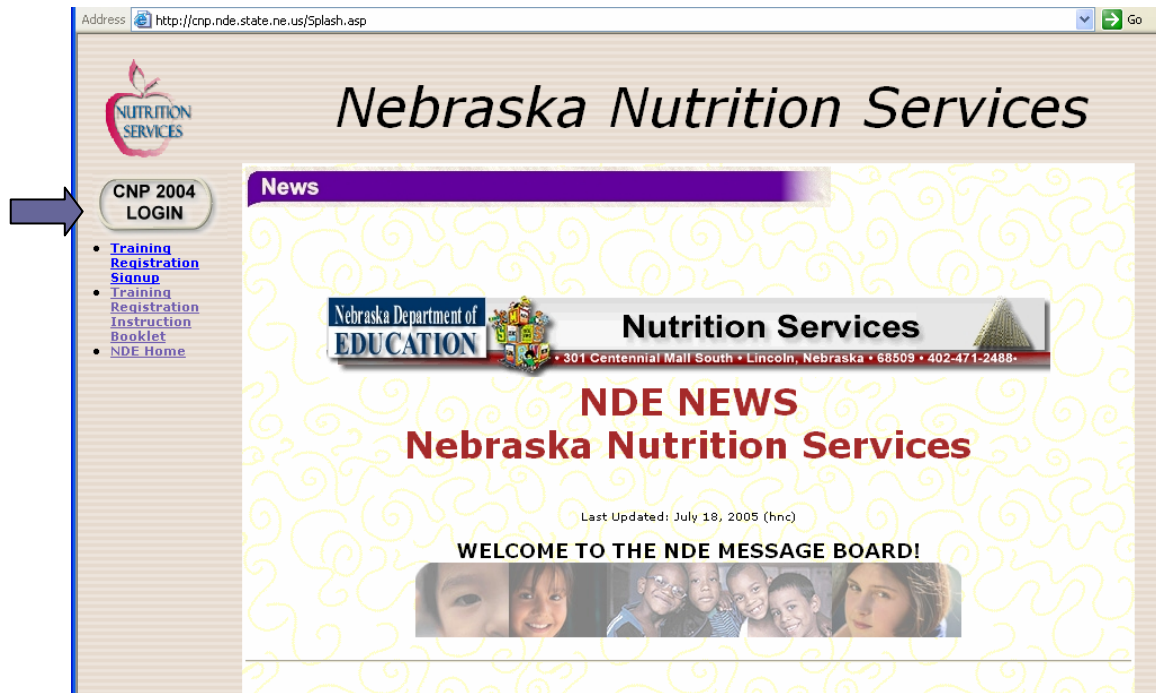 Address http://cnp.nde.state.ne.us/Splash.asp Go
NUTRITION
SERVICES
Nebraska Nutrition Services
CNP 2004
LOGIN
Training
Registration
Signup
Training
Registration
Instruction
Booklet
NDE Home
News
Nebraska Department of
EDUCATION
Nutrition Services
• 301 Centennial Mall South • Lincoln, Nebraska • 68509 • 402-471-2488•
NDE NEWS
Nebraska Nutrition Services
Last Updated: July 18, 2005 (hnc)
WELCOME TO THE NDE MESSAGE BOARD!